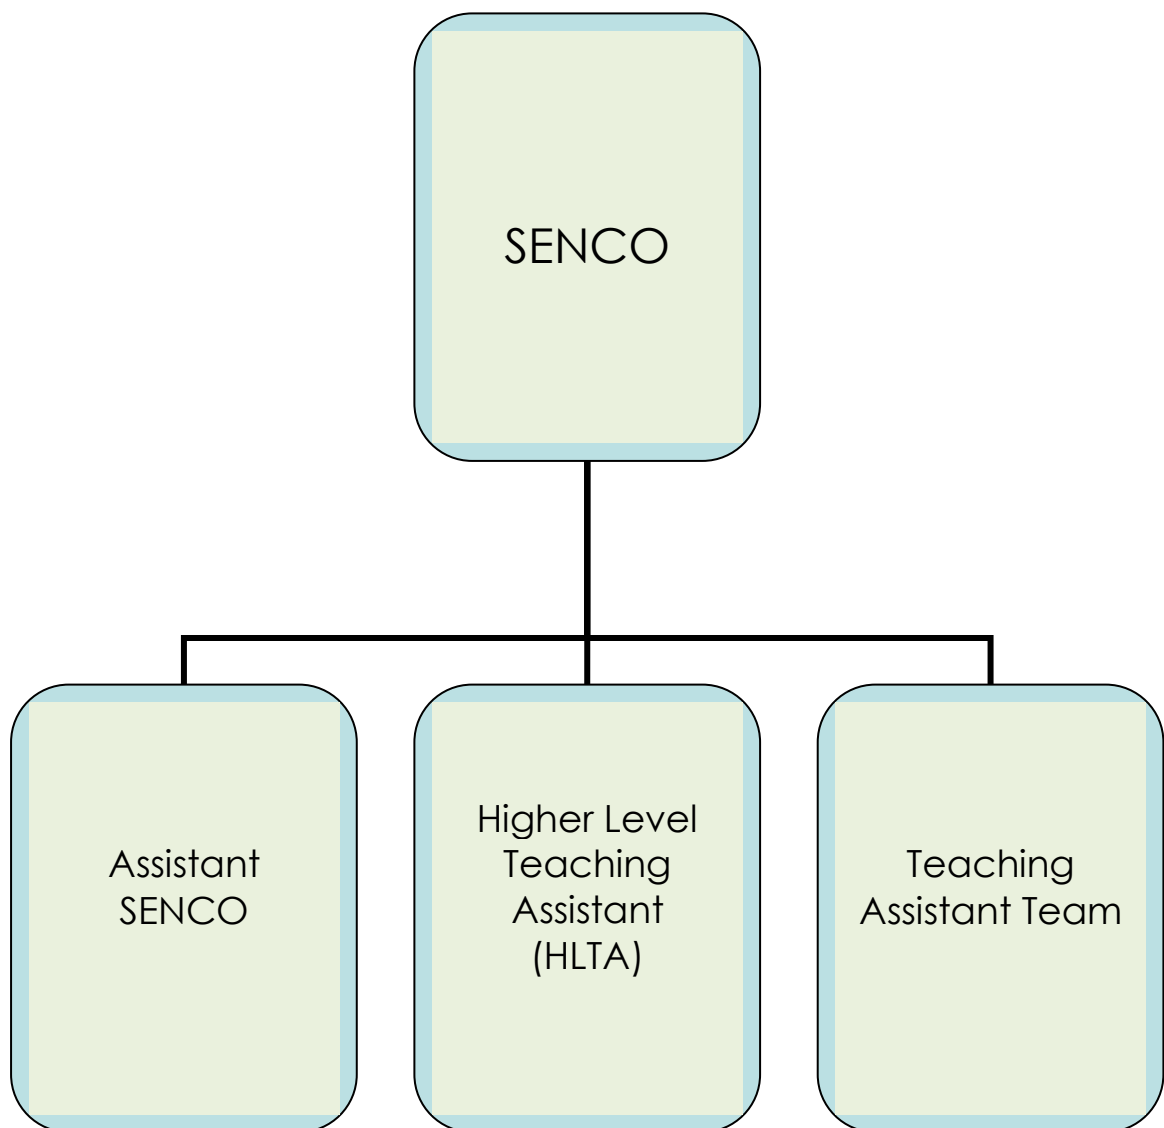 SENCO
Assistant
SENCO
Higher Level
Teaching
Assistant
(HLTA)
Teaching
Assistant Team